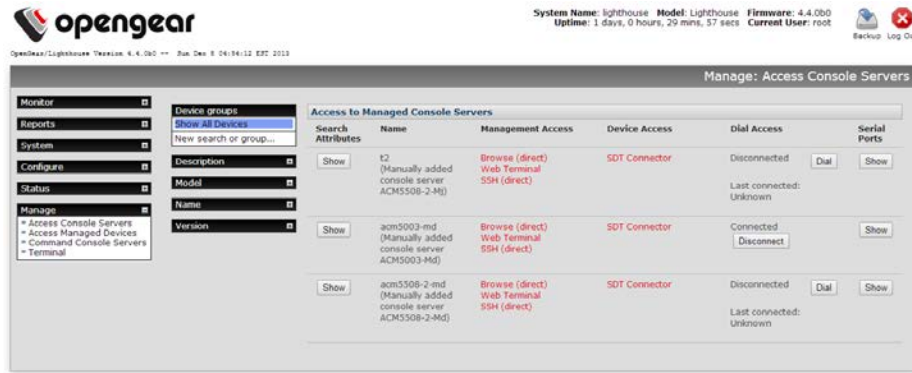 opengear
System Name: lighthouse Model: Lighthouse Firmware: 4.4.0b0
Uptime: 1 days, 0 hours, 29 mins, 57 secs Current User: root
Backup Log Ou
OpenGear/Lighthouse Version 4.4.0b0 -- Sun Dec 8 04:54:12 EST 2013
Manage: Access Console Servers
Monitor
Reports
System
Configure
Status
Manage
Access Console Servers
Access Managed Devices
Command Console Servers
Terminal
Device groups
Show All Devices
New search or group...
Description
Model
Name
Version
Access to Managed Console Servers
Search Attributes Name Management Access Device Access Dial Access Serial Ports
Show t2 Browse (direct) SDT Connector Disconnected Dial Show
(Manually added Web Terminal
console server SSH (direct) Last connected:
ACM5508-2-M) Unknown
Show acm5003-md Browse (direct) SDT Connector Connected Show
(Manually added Web Terminal Disconnect
console server SSH (direct)
ACM5003-Md)
Show acm5508-2-md Browse (direct) SDT Connector Disconnected Dial Show
(Manually added Web Terminal
console server SSH (direct) Last connected:
ACM5508-2-Md) Unknown